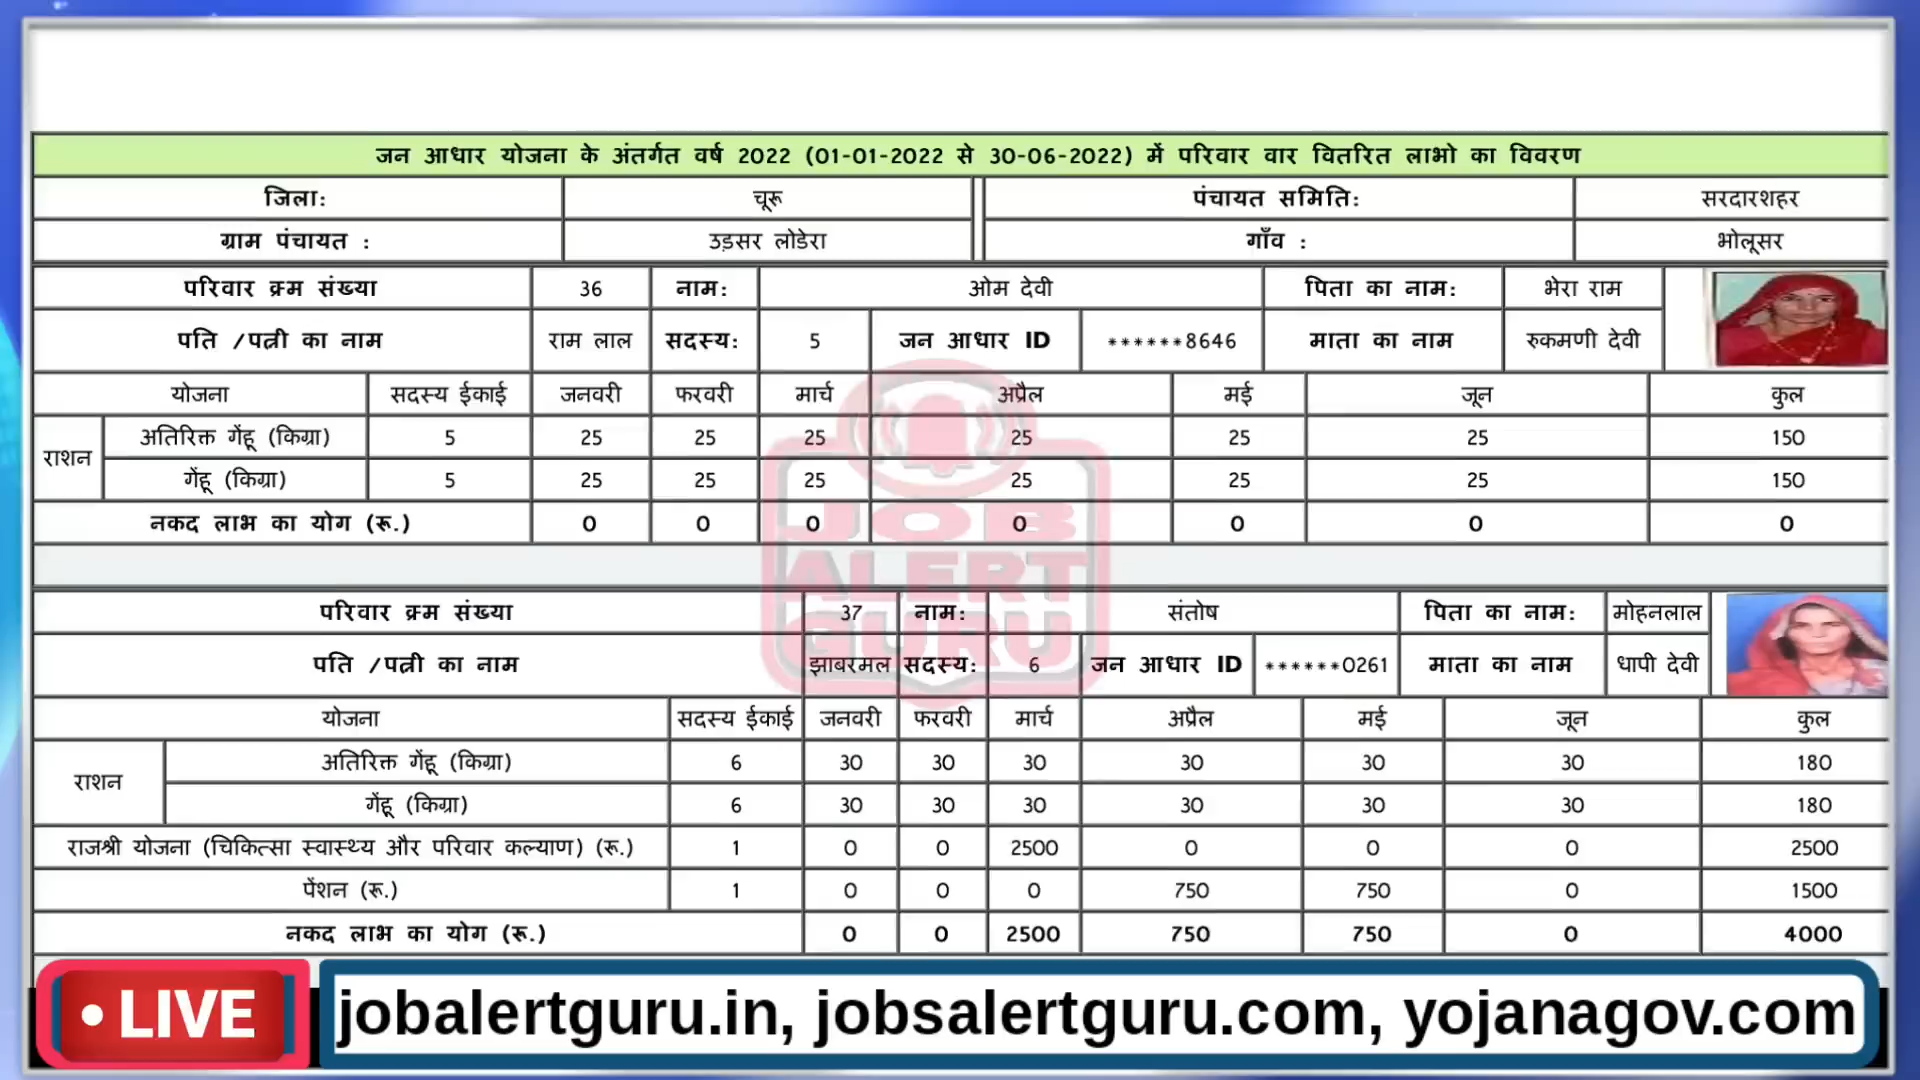 जन आधार योजना के अंतर्गत वर्ष 2022 (01-01-2022 से 30-06-2022) में परिवार वार वितरित लाभो का विवरण
जिला: चूरू पंचायत समिति: सरदारशहर
ग्राम पंचायत : उड़सर लोडेरा गाँव : भोलूसर
परिवार क्रम संख्या 36 नाम: ओम देवी पिता का नाम: भेरा राम
पति /पत्नी का नाम राम लाल सदस्य: 5 जन आधार ID ******8646 माता का नाम रुकमणी देवी
योजना सदस्य ईकाई जनवरी फरवरी मार्च अप्रैल मई जून कुल
राशन
अतिरिक्त गेंहू (किग्रा) 5 25 25 25 25 25 25 150
गेंहू (किग्रा) 5 25 25 25 25 25 25 150
नकद लाभ का योग (रू.) 0 0 0 0 0 0 0
JOB
ALERT
GURU
परिवार क्रम संख्या 37 नाम: संतोष पिता का नाम: मोहनलाल
पति /पत्नी का नाम झाबरमल सदस्य: 6 जन आधार ID ******0261 माता का नाम धापी देवी
योजना सदस्य ईकाई जनवरी फरवरी मार्च अप्रैल मई जून कुल
राशन
अतिरिक्त गेंहू (किग्रा) 6 30 30 30 30 30 30 180
गेंहू (किग्रा) 6 30 30 30 30 30 30 180
राजश्री योजना (चिकित्सा स्वास्थ्य और परिवार कल्याण) (रू.) 1 0 0 2500 0 0 0 2500
पेंशन (रू.) 1 0 0 0 750 750 0 1500
नकद लाभ का योग (रू.) 0 0 2500 750 750 0 4000
• LIVE jobalertguru.in, jobsalertguru.com, yojanagov.com